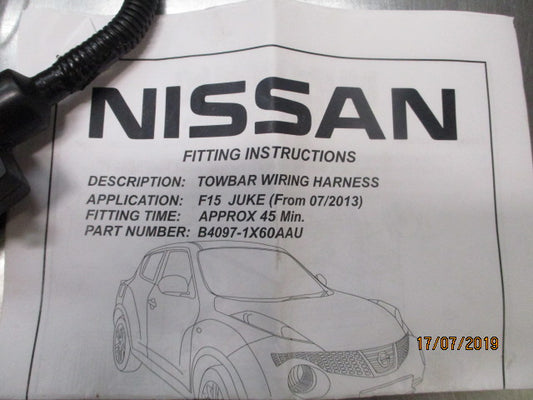 NISSAN
FITTING INSTRUCTIONS
DESCRIPTION: TOWBAR WIRING HARNESS
APPLICATION: F15 JUKE (From 07/2013)
FITTING TIME: APPROX 45 Min.
PART NUMBER: B4097-1X60AAU
17/07/2019